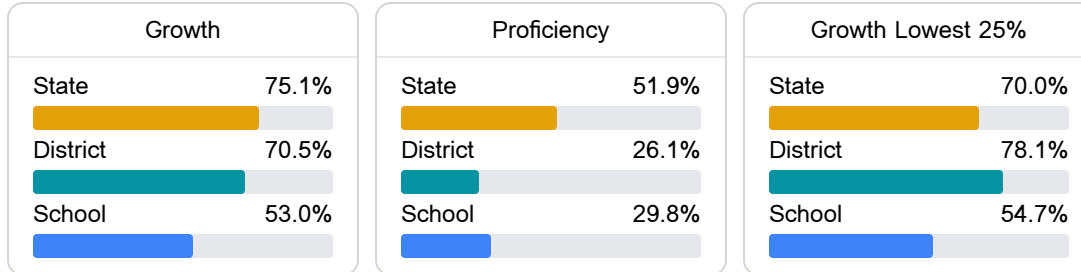 Growth
State 75.1%
District 70.5%
School 53.0%
Proficiency
State 51.9%
District 26.1%
School 29.8%
Growth Lowest 25%
State 70.0%
District 78.1%
School 54.7%